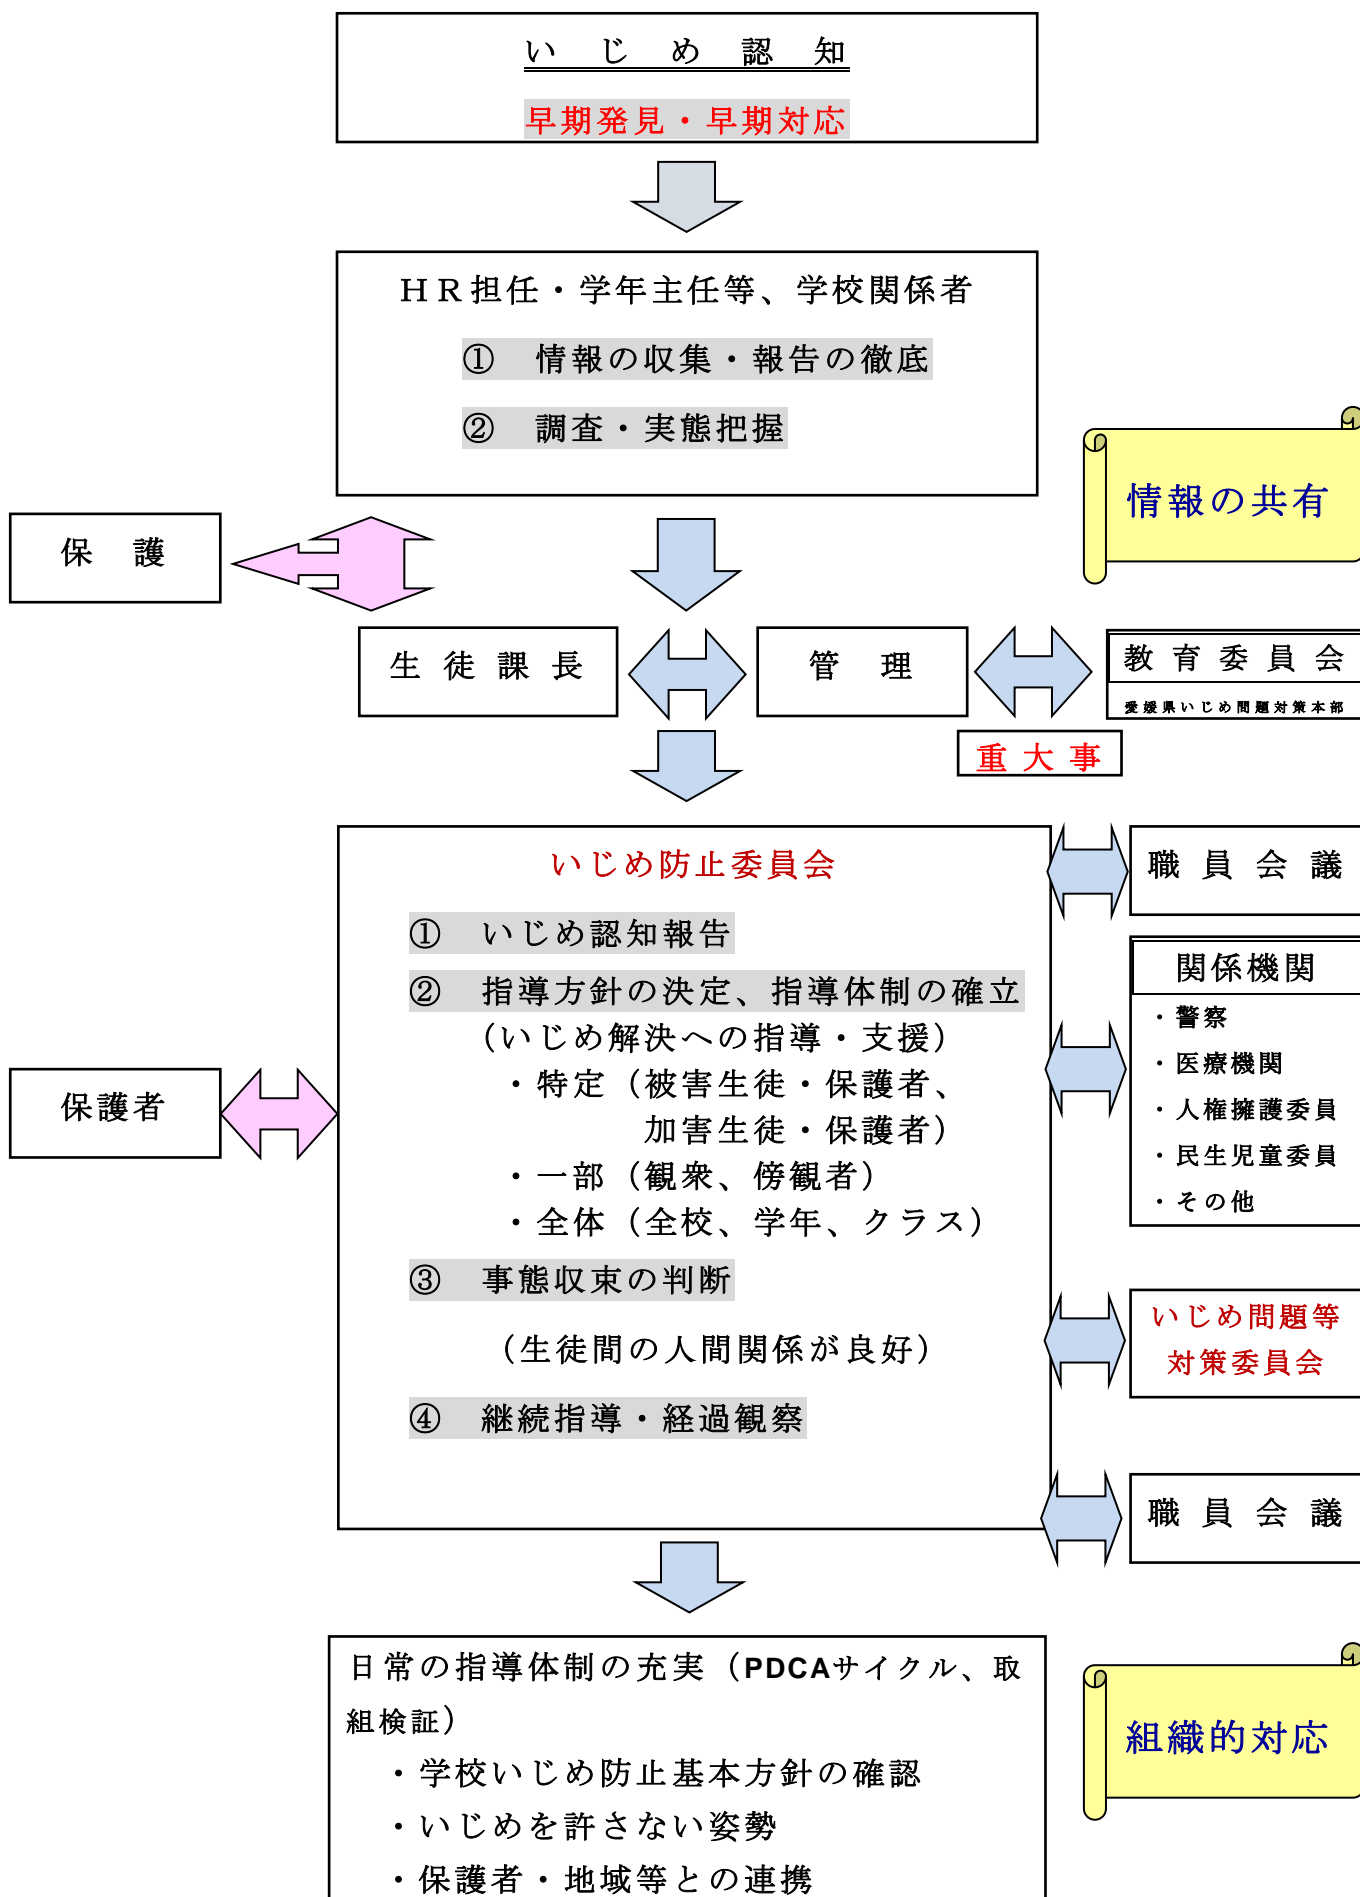 いじめ認知
早期発見・早期対応
ＨＲ担任・学年主任等、学校関係者
①　情報の収集・報告の徹底
②　調査・実態把握
情報の共有
保　護
生徒課長
管　理
教育委員会
愛媛県いじめ問題対策本部
重大事
いじめ防止委員会
①　いじめ認知報告
②　指導方針の決定、指導体制の確立
（いじめ解決への指導・支援）
・特定（被害生徒・保護者、
加害生徒・保護者）
・一部（観衆、傍観者）
・全体（全校、学年、クラス）
③　事態収束の判断
（生徒間の人間関係が良好）
④　継続指導・経過観察
保護者
職員会議
関係機関
・警察
・医療機関
・人権擁護委員
・民生児童委員
・その他
いじめ問題等
対策委員会
職員会議
日常の指導体制の充実（PDCAサイクル、取
組検証）
・学校いじめ防止基本方針の確認
・いじめを許さない姿勢
・保護者・地域等との連携
組織的対応